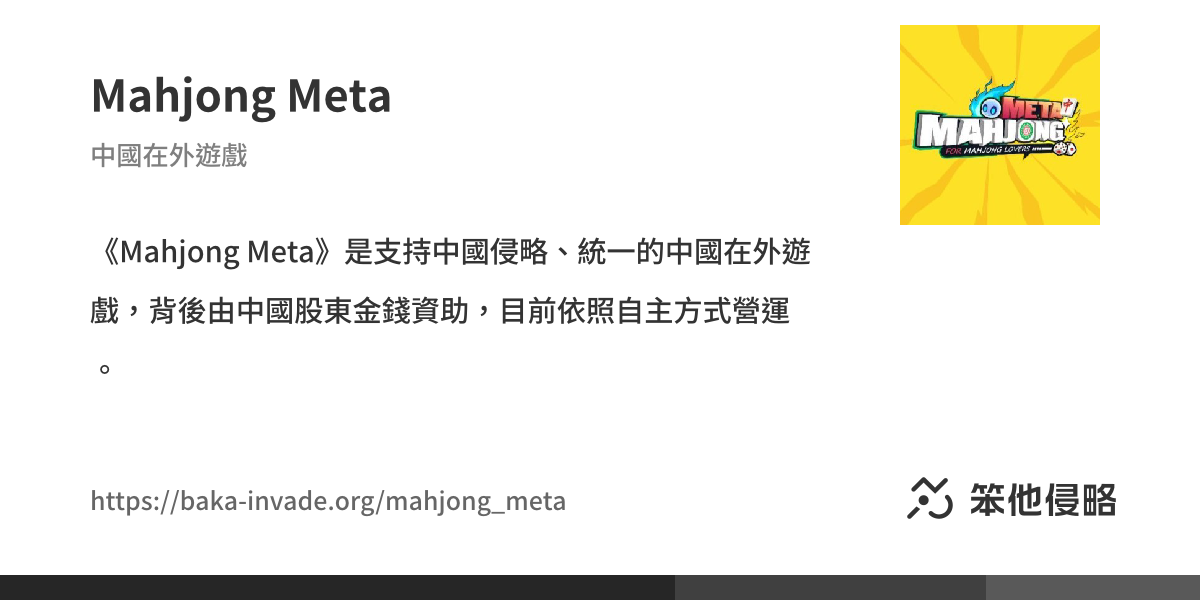 Mahjong Meta
中國在外遊戲
META
MAHJONG
FOR MAHJONG LOVERS
《Mahjong Meta》是支持中國侵略、統一的中國在外遊
戲，背後由中國股東金錢資助，目前依照自主方式營運
。
https://baka-invade.org/mahjong_meta
笨他侵略